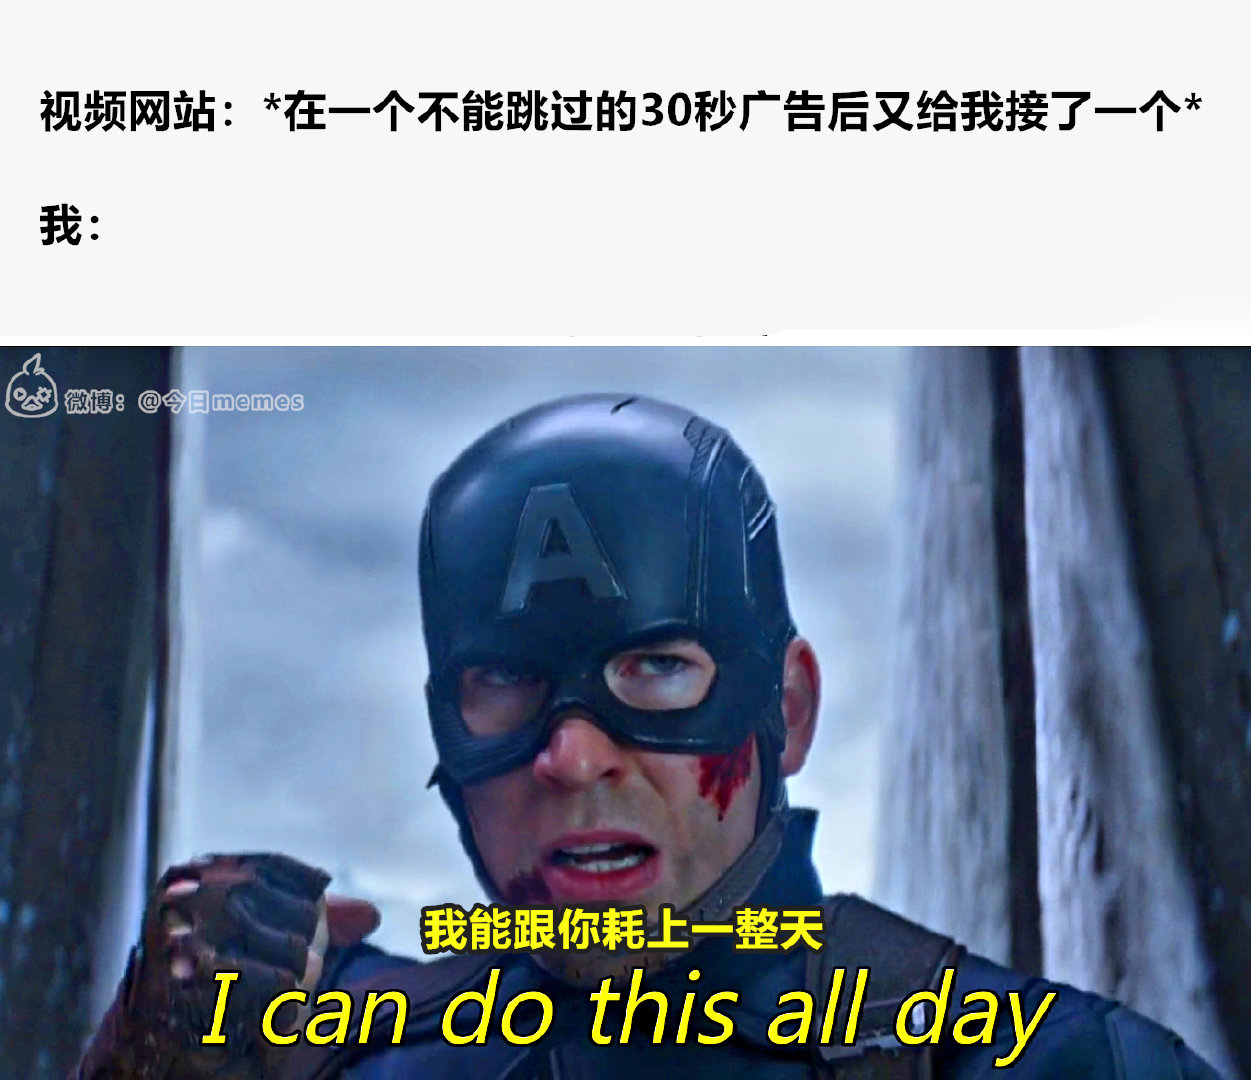 视频网站：*在一个不能跳过的30秒广告后又给我接了一个*
我：
微博：@今日memes
A
我能跟你耗上一整天
I can do this all day